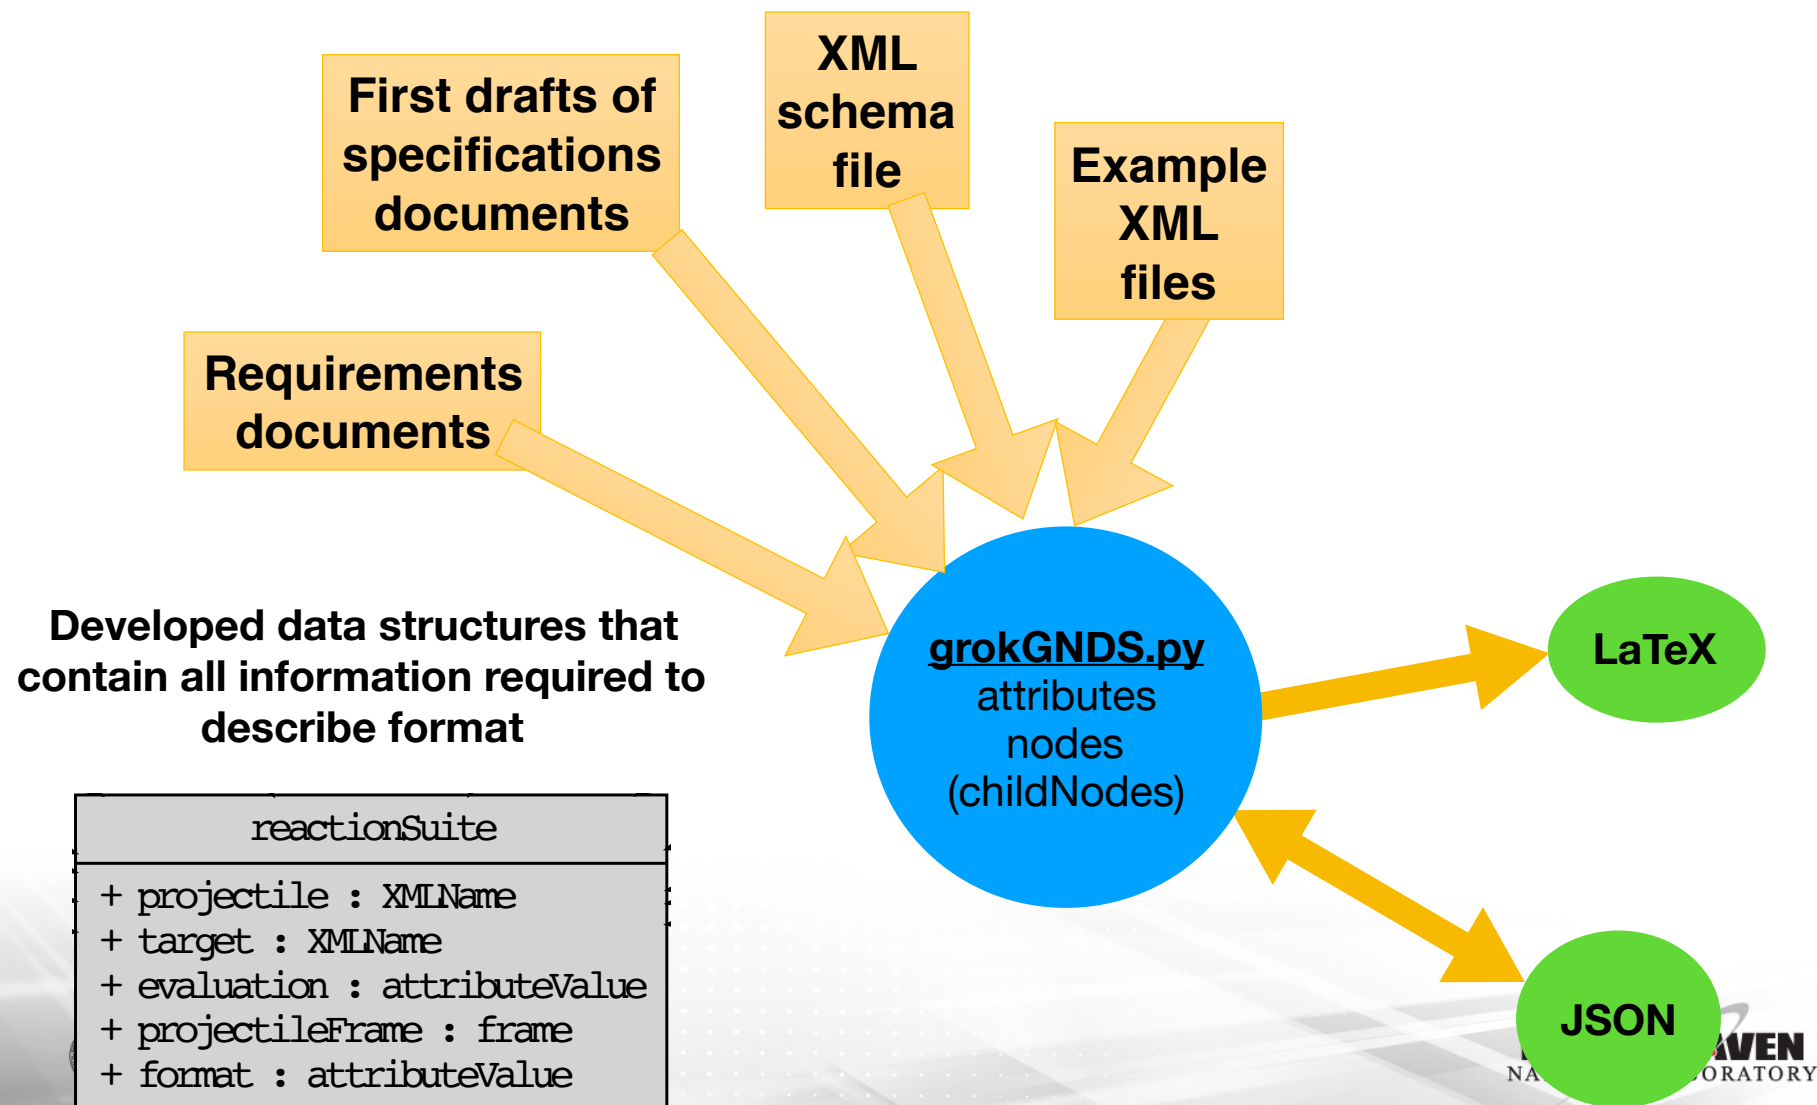 XML
schema
file
First drafts of
specifications
documents
Example
XML
files
Requirements
documents
Developed data structures that
contain all information required to
describe format
grokGNDS.py
attributes
nodes
(childNodes)
LaTeX
JSON
reactionSuite
+ projectile : XMLName
+ target : XMLName
+ evaluation : attributeValue
+ projectileFrame : frame
+ format : attributeValue